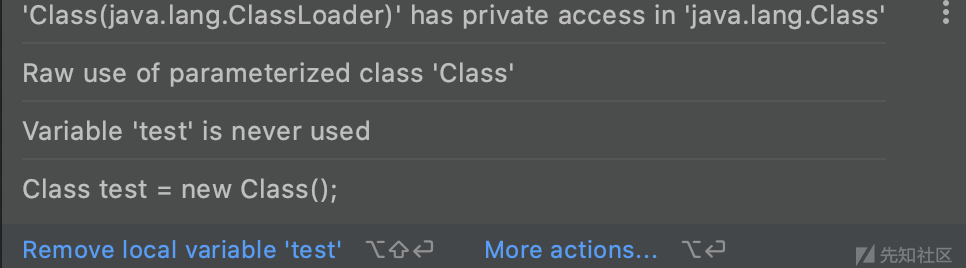 'Class(java.lang.ClassLoader)' has private access in 'java.lang.Class'
Raw use of parameterized class 'Class'
Variable 'test' is never used
Class test = new Class();
Remove local variable 'test' ⌥⇧⏎ More actions... ⌥⏎
先知社区